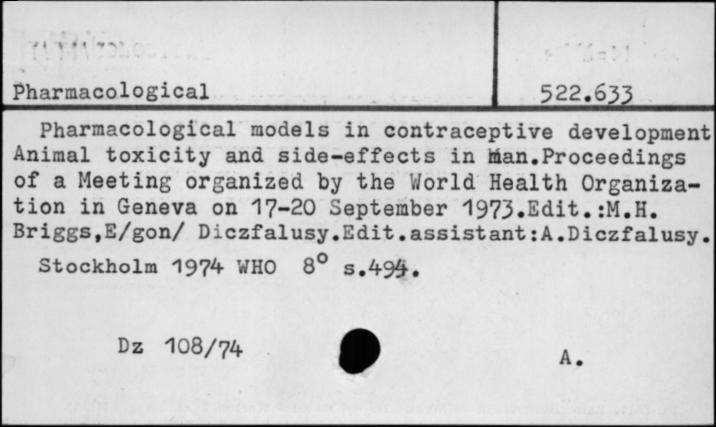 Pharmacological
522.633
Pharmacological models in contraceptive development
Animal toxicity and side-effects in man.Proceedings
of a Meeting organized by the World Health Organiza-
tion in Geneva on 17-20 September 1973.Edit.:M.H.
Briggs,E/gon/ Diczfalusy.Edit.assistant:A.Diczfalusy.
Stockholm 1974 WHO 8° s.494.
Dz 108/74
A.